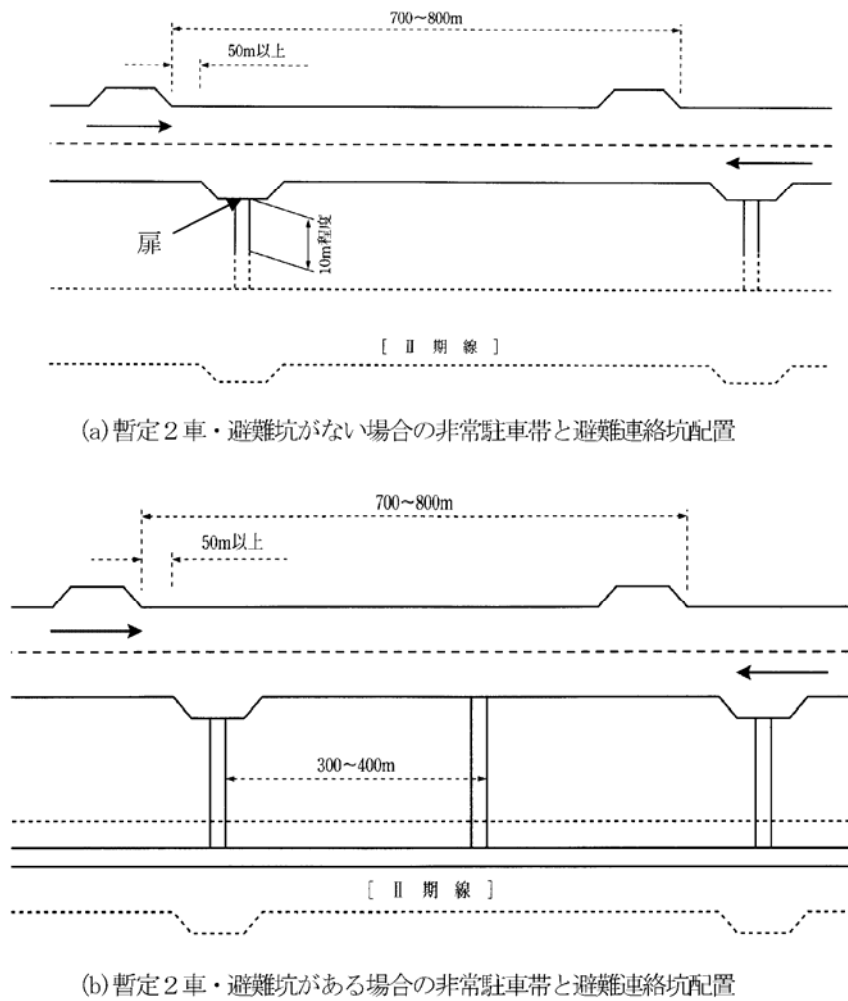 700~800m
50m以上
扉
10m程度
[ Ⅱ 期 線 ]
(a)暫定2車・避難坑がない場合の非常駐車帯と避難連絡坑配置
700~800m
50m以上
300~400m
[ Ⅱ 期 線 ]
(b)暫定2車・避難坑がある場合の非常駐車帯と避難連絡坑配置